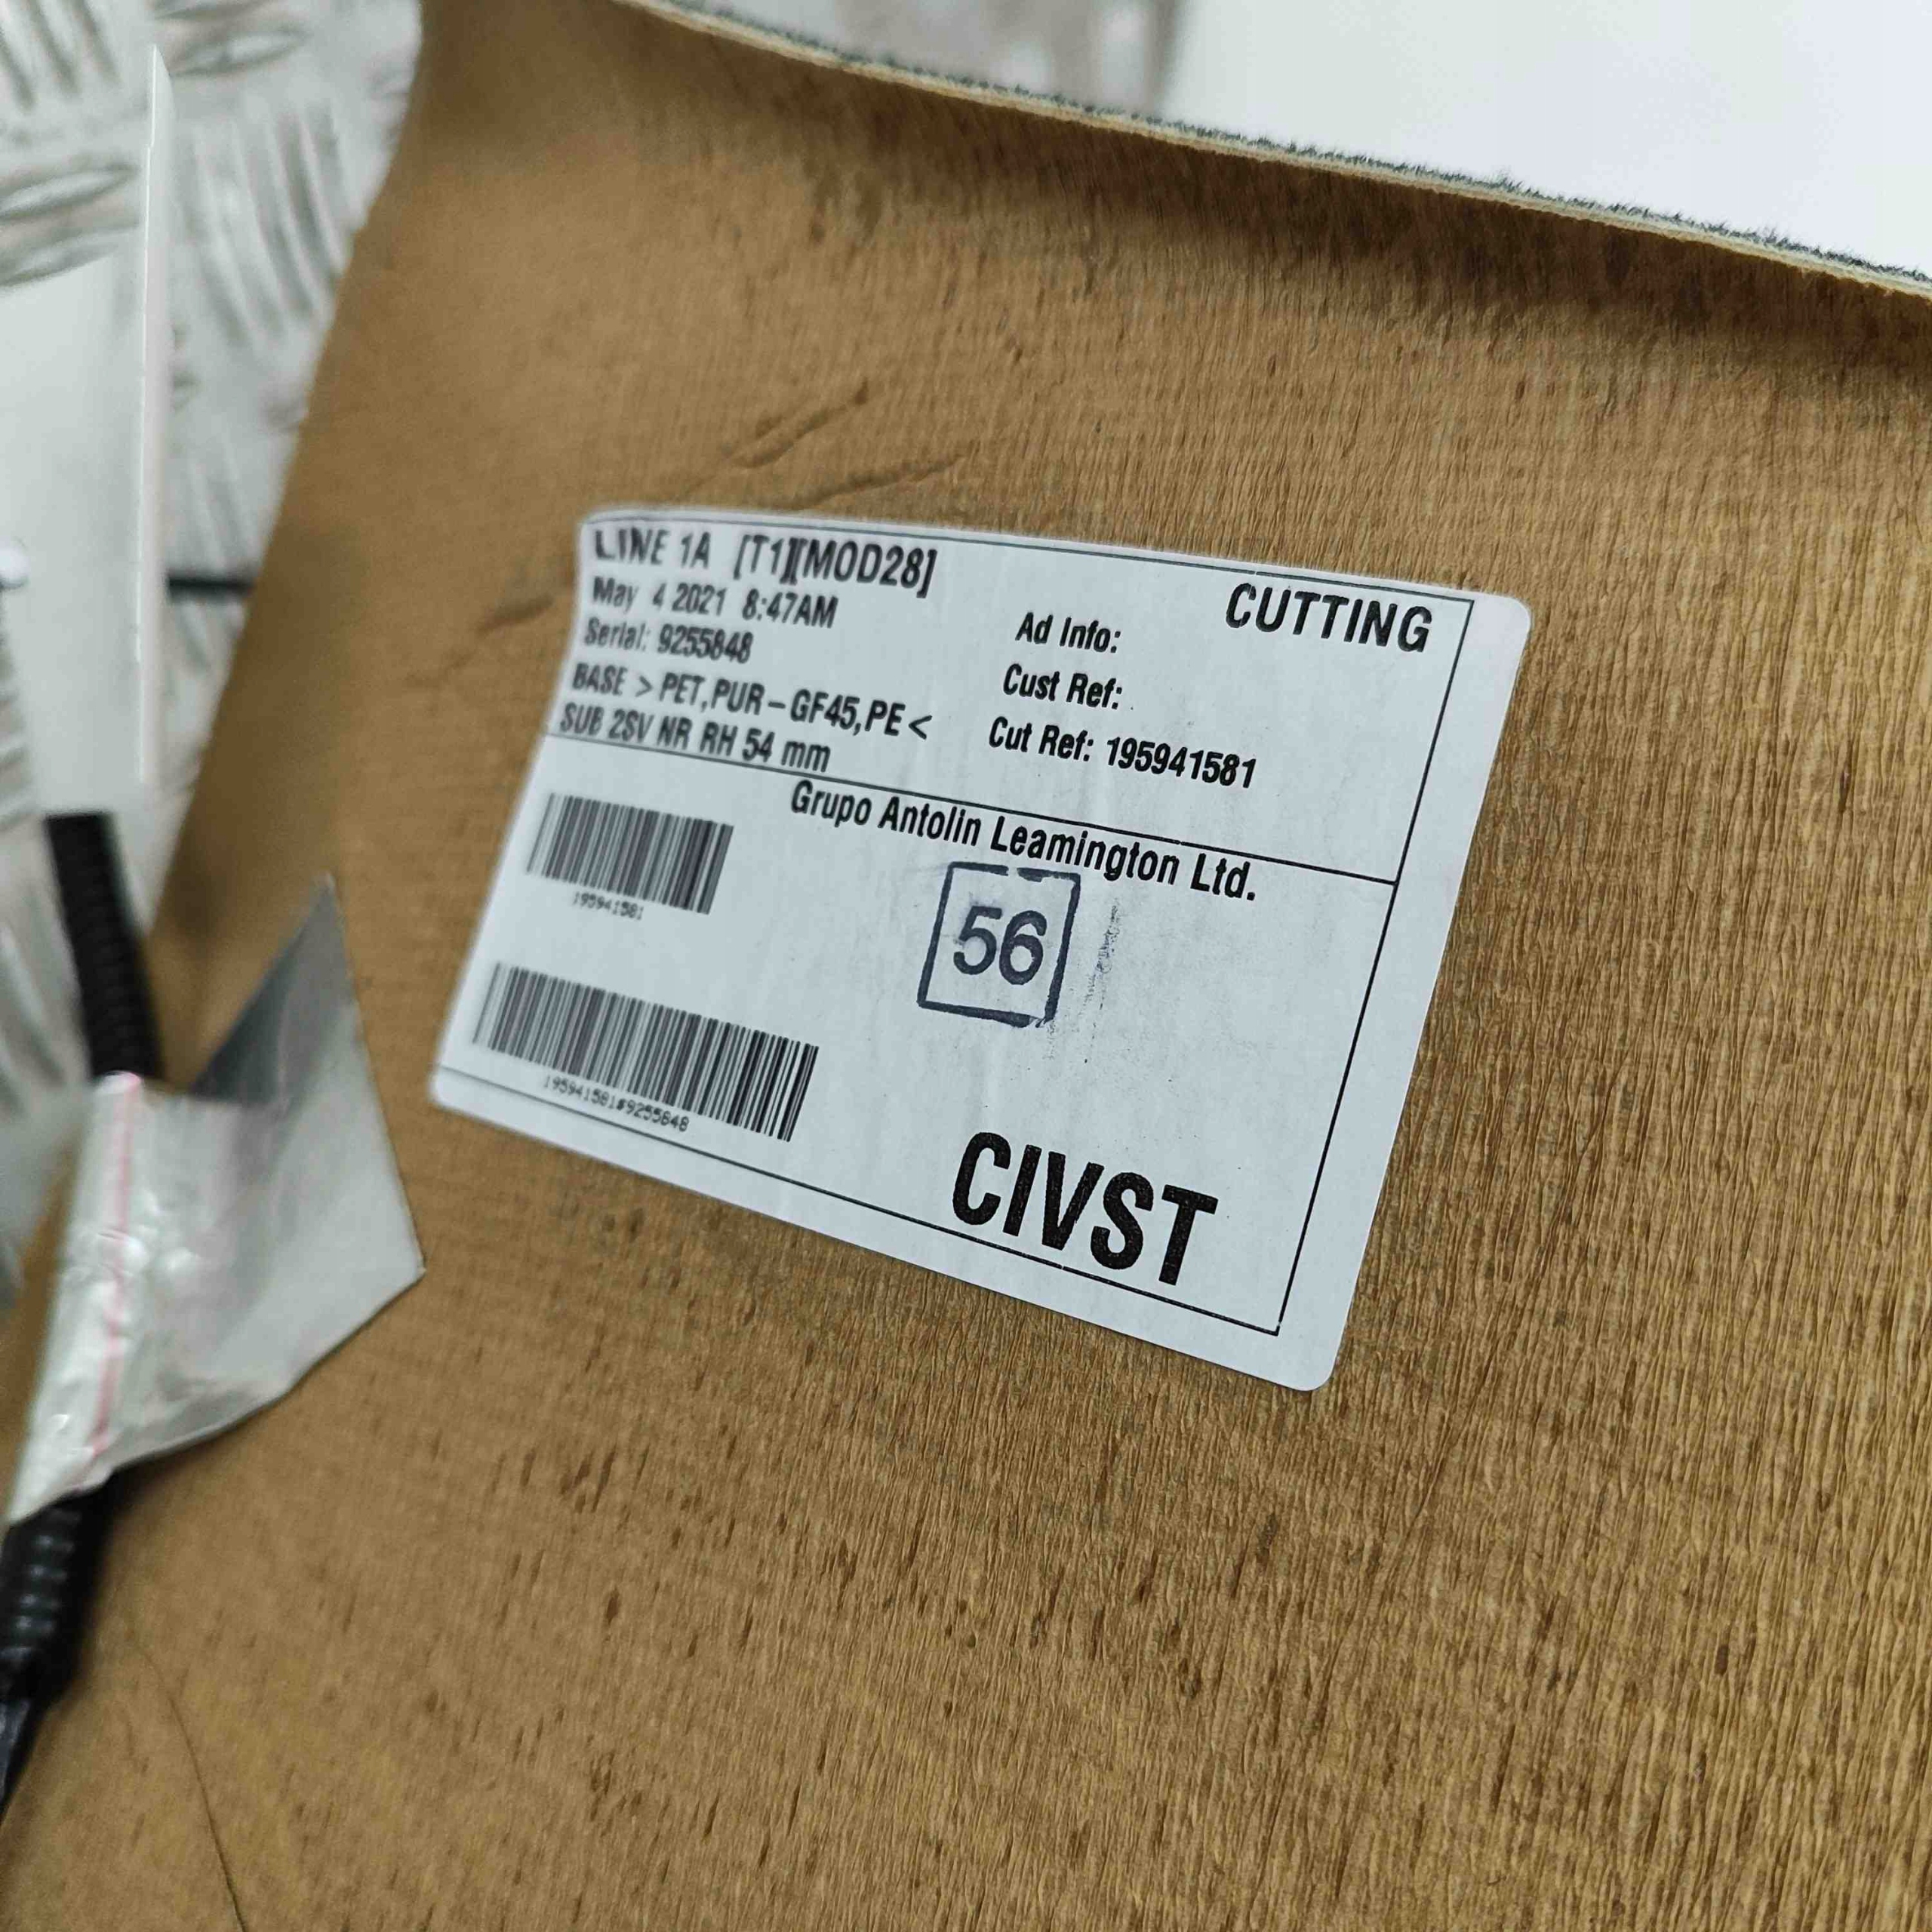 LINE 1A [T1][MOD28]
CUTTING
May 4 2021 8:47AM
Ad Info:
Serial: 9255848
Cust Ref:
BASE > PET,PUR-GF45,PE<
Cut Ref: 195941581
SUB 2SV NR RH 54 mm
Grupo Antolin Leamington Ltd.
195941581
56
195941581$9255848
CIVST